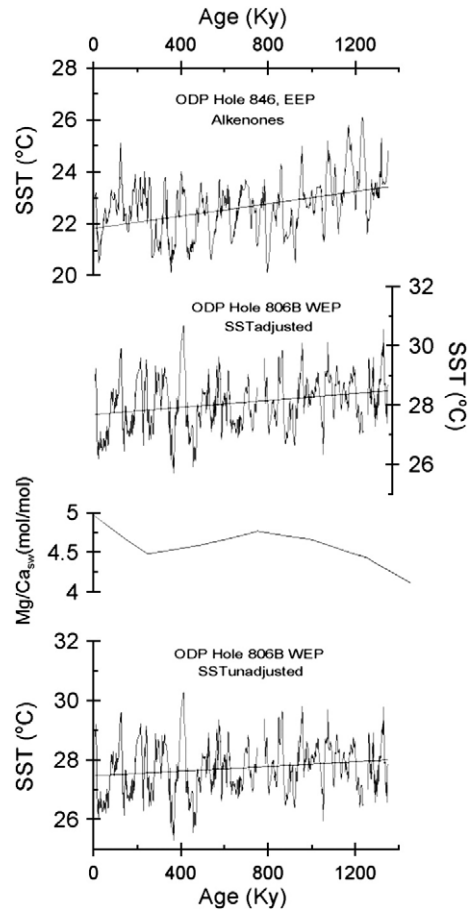 Age (Ky)
0 400 800 1200
28
26
24
23
22
20
SST (°C)
ODP Hole 846, EEP
Alkenones
ODP Hole 806B WEP
SSTadjusted
32
30
28
26
SST (°C)
5
4.5
4
Mg/Ca_sw(mol/mol)
ODP Hole 806B WEP
SSTunadjusted
32
30
28
26
SST (°C)
0 400 800 1200
Age (Ky)